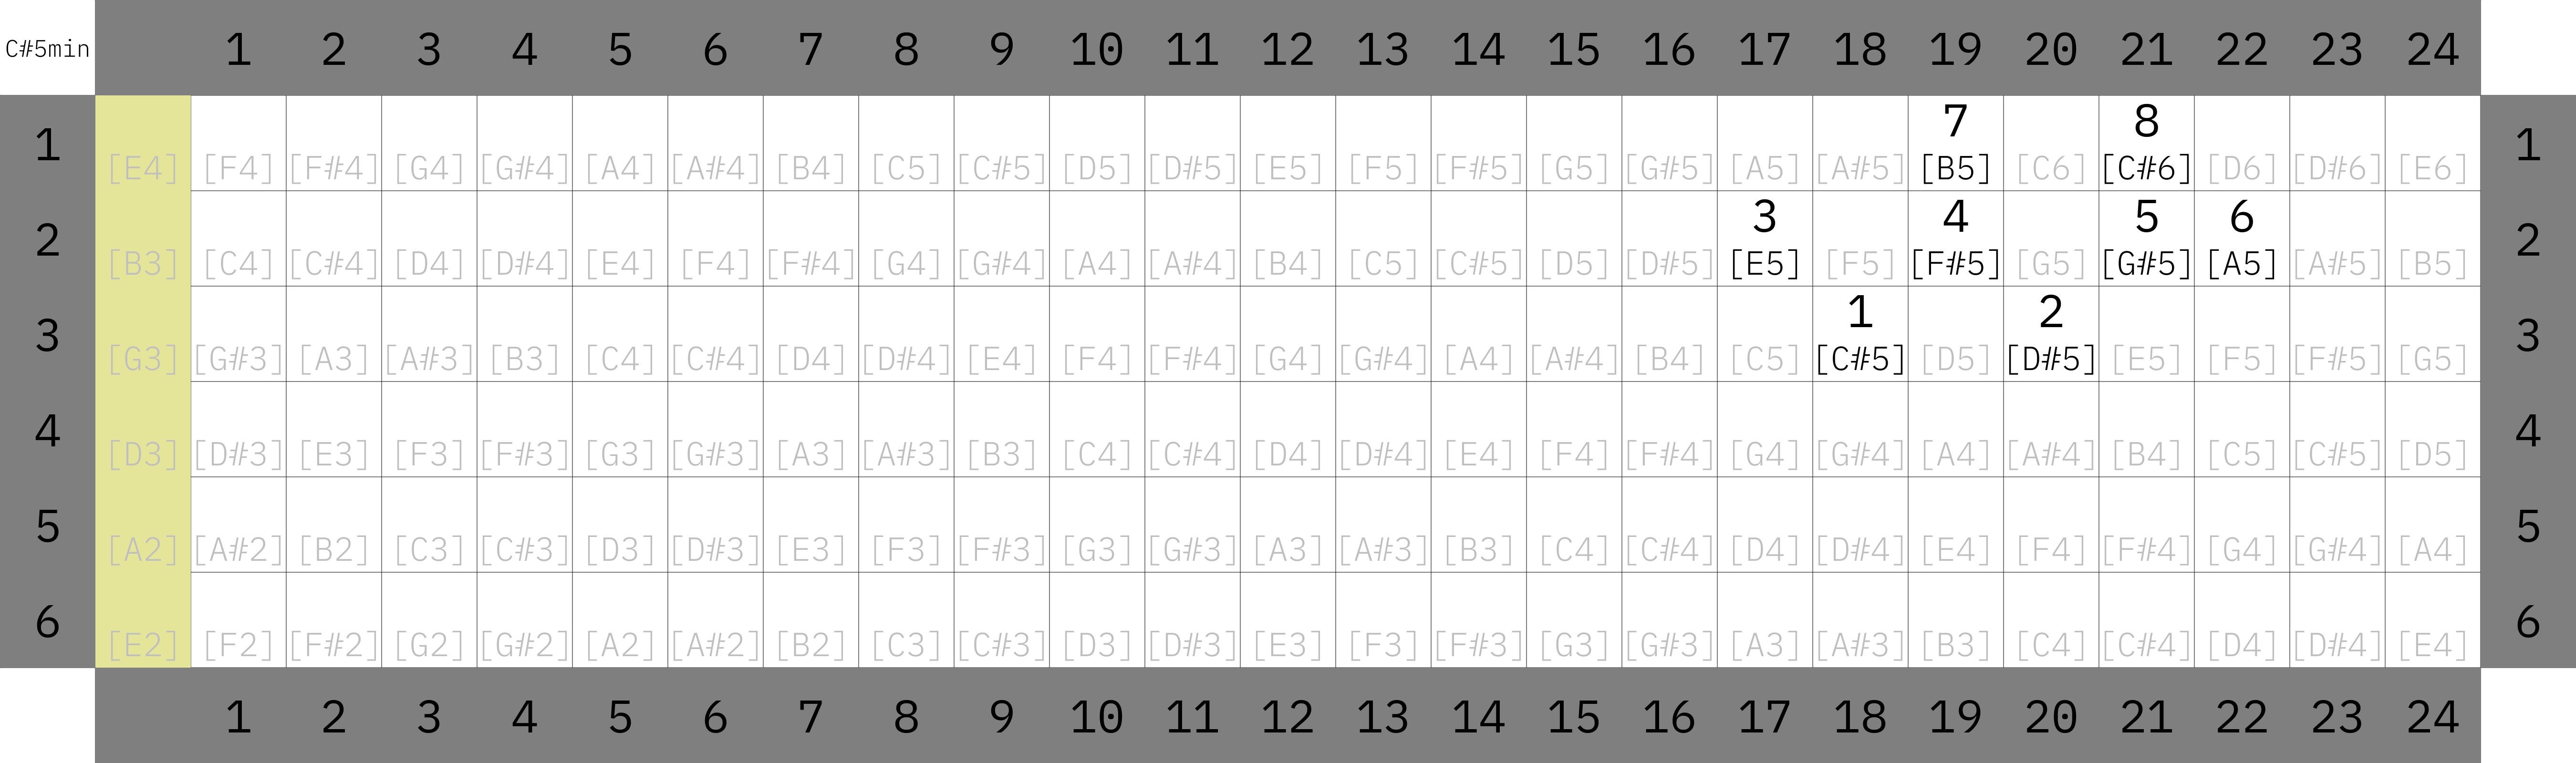 C#5min 1 2 3 4 5 6 7 8 9 10 11 12 13 14 15 16 17 18 19 20 21 22 23 24
7 8
1 [E4] [F4] [F#4] [G4] [G#4] [A4] [A#4] [B4] [C5] [C#5] [D5] [D#5] [E5] [F5] [F#5] [G5] [G#5] [A5] [A#5] [B5] [C6] [C#6] [D6] [D#6] [E6] 1
3 4 5 6
2 [B3] [C4] [C#4] [D4] [D#4] [E4] [F4] [F#4] [G4] [G#4] [A4] [A#4] [B4] [C5] [C#5] [D5] [D#5] [E5] [F5] [F#5] [G5] [G#5] [A5] [A#5] [B5] 2
1 2
3 [G3] [G#3] [A3] [A#3] [B3] [C4] [C#4] [D4] [D#4] [E4] [F4] [F#4] [G4] [G#4] [A4] [A#4] [B4] [C5] [C#5] [D5] [D#5] [E5] [F5] [F#5] [G5] 3
4 [D3] [D#3] [E3] [F3] [F#3] [G3] [G#3] [A3] [A#3] [B3] [C4] [C#4] [D4] [D#4] [E4] [F4] [F#4] [G4] [G#4] [A4] [A#4] [B4] [C5] [C#5] [D5] 4
5 [A2] [A#2] [B2] [C3] [C#3] [D3] [D#3] [E3] [F3] [F#3] [G3] [G#3] [A3] [A#3] [B3] [C4] [C#4] [D4] [D#4] [E4] [F4] [F#4] [G4] [G#4] [A4] 5
6 [E2] [F2] [F#2] [G2] [G#2] [A2] [A#2] [B2] [C3] [C#3] [D3] [D#3] [E3] [F3] [F#3] [G3] [G#3] [A3] [A#3] [B3] [C4] [C#4] [D4] [D#4] [E4] 6
1 2 3 4 5 6 7 8 9 10 11 12 13 14 15 16 17 18 19 20 21 22 23 24